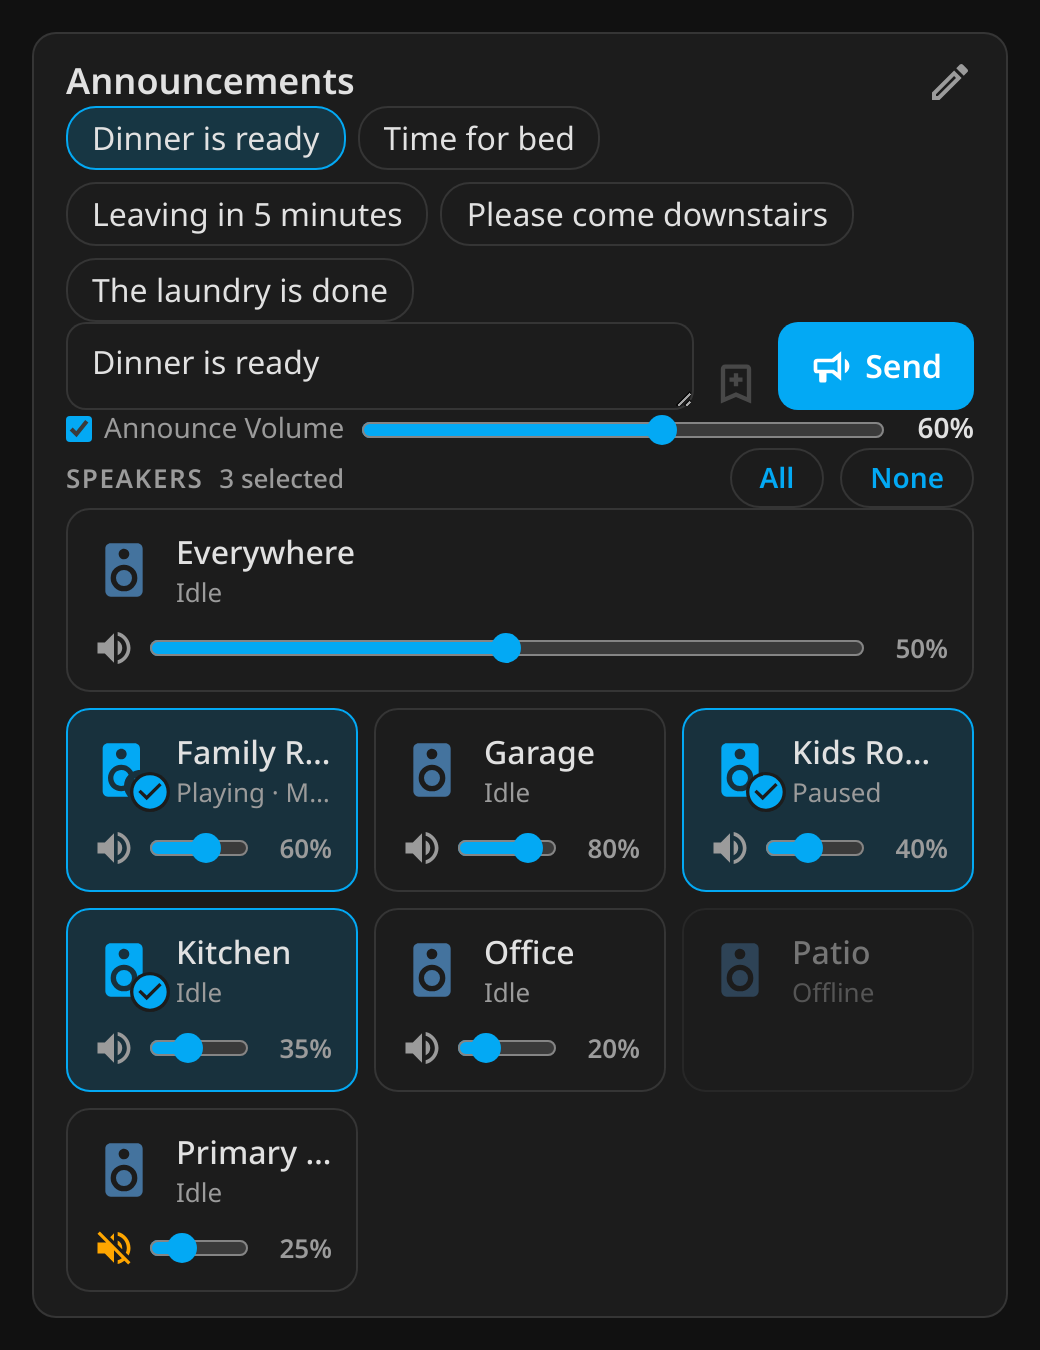 Announcements
Dinner is ready
Time for bed
Leaving in 5 minutes
Please come downstairs
The laundry is done
Dinner is ready
Send
Announce Volume
60%
SPEAKERS 3 selected
All
None
Everywhere
Idle
50%
Family R...
Playing · M...
60%
Garage
Idle
80%
Kids Ro...
Paused
40%
Kitchen
Idle
35%
Office
Idle
20%
Patio
Offline
Primary ...
Idle
25%